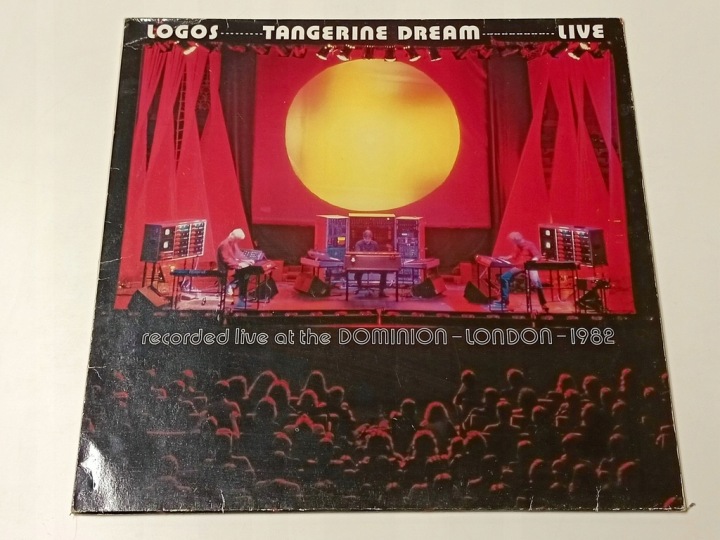 LOGOS.........TANGERINE DREAM............LIVE
recorded live at the DOMINION – LONDON – 1982